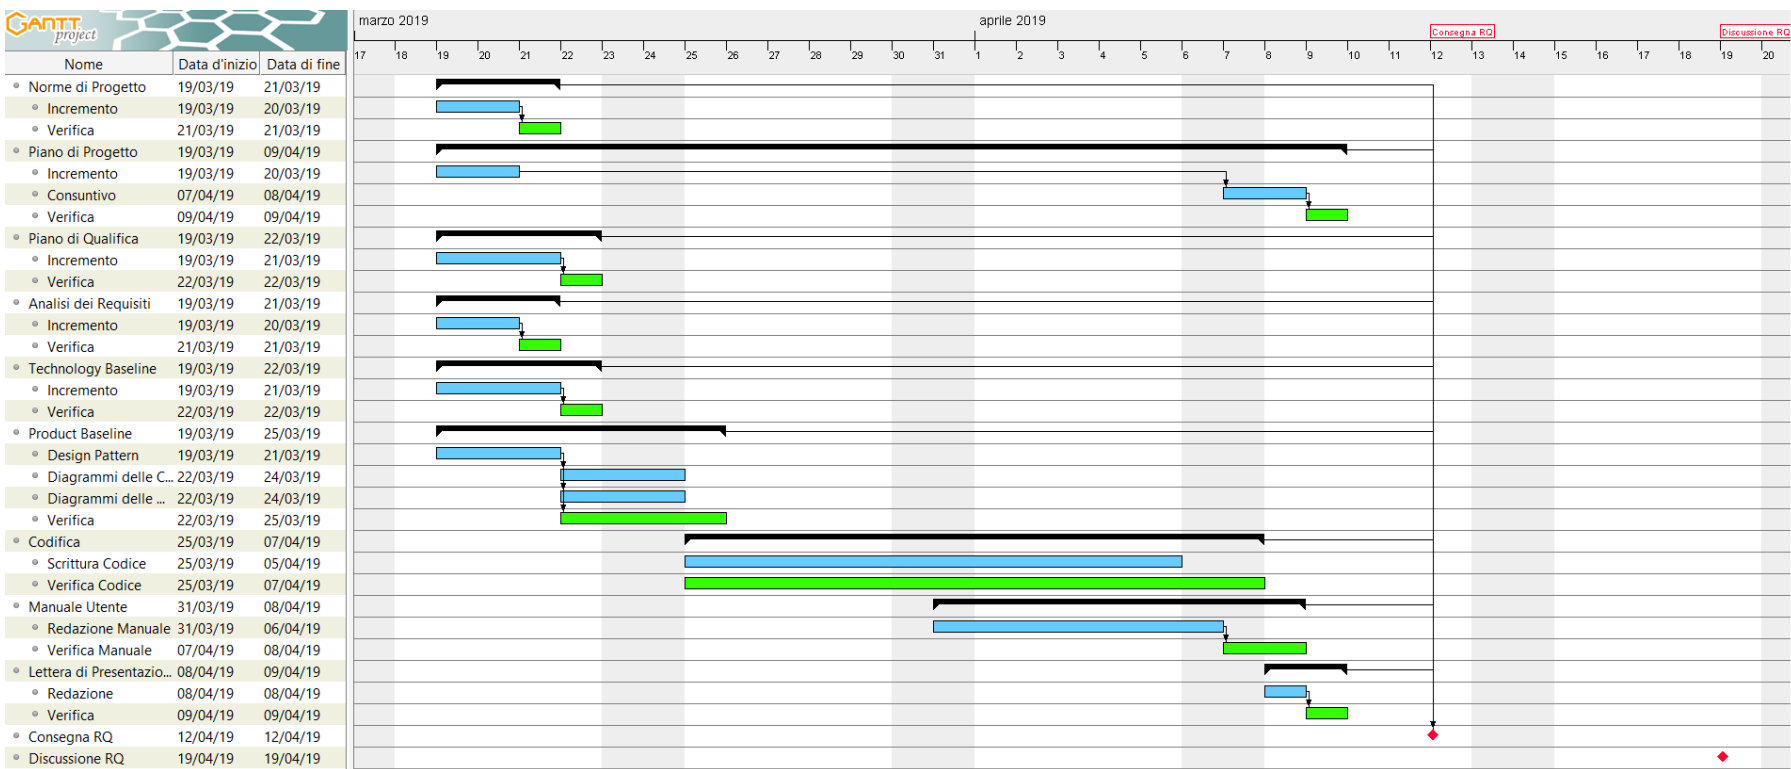 GANTT
project
marzo 2019
aprile 2019
Consegna RQ
Discussione RQ
Nome Data d'inizio Data di fine
17 18 19 20 21 22 23 24 25 26 27 28 29 30 31 1 2 3 4 5 6 7 8 9 10 11 12 13 14 15 16 17 18 19 20
Norme di Progetto 19/03/19 21/03/19
Incremento 19/03/19 20/03/19
Verifica 21/03/19 21/03/19
Piano di Progetto 19/03/19 09/04/19
Incremento 19/03/19 20/03/19
Consuntivo 07/04/19 08/04/19
Verifica 09/04/19 09/04/19
Piano di Qualifica 19/03/19 22/03/19
Incremento 19/03/19 21/03/19
Verifica 22/03/19 22/03/19
Analisi dei Requisiti 19/03/19 21/03/19
Incremento 19/03/19 20/03/19
Verifica 21/03/19 21/03/19
Technology Baseline 19/03/19 22/03/19
Incremento 19/03/19 21/03/19
Verifica 22/03/19 22/03/19
Product Baseline 19/03/19 25/03/19
Design Pattern 19/03/19 21/03/19
Diagrammi delle C... 22/03/19 24/03/19
Diagrammi delle ... 22/03/19 24/03/19
Verifica 22/03/19 25/03/19
Codifica 25/03/19 07/04/19
Scrittura Codice 25/03/19 05/04/19
Verifica Codice 25/03/19 07/04/19
Manuale Utente 31/03/19 08/04/19
Redazione Manuale 31/03/19 06/04/19
Verifica Manuale 07/04/19 08/04/19
Lettera di Presentazio... 08/04/19 09/04/19
Redazione 08/04/19 08/04/19
Verifica 09/04/19 09/04/19
Consegna RQ 12/04/19 12/04/19
Discussione RQ 19/04/19 19/04/19